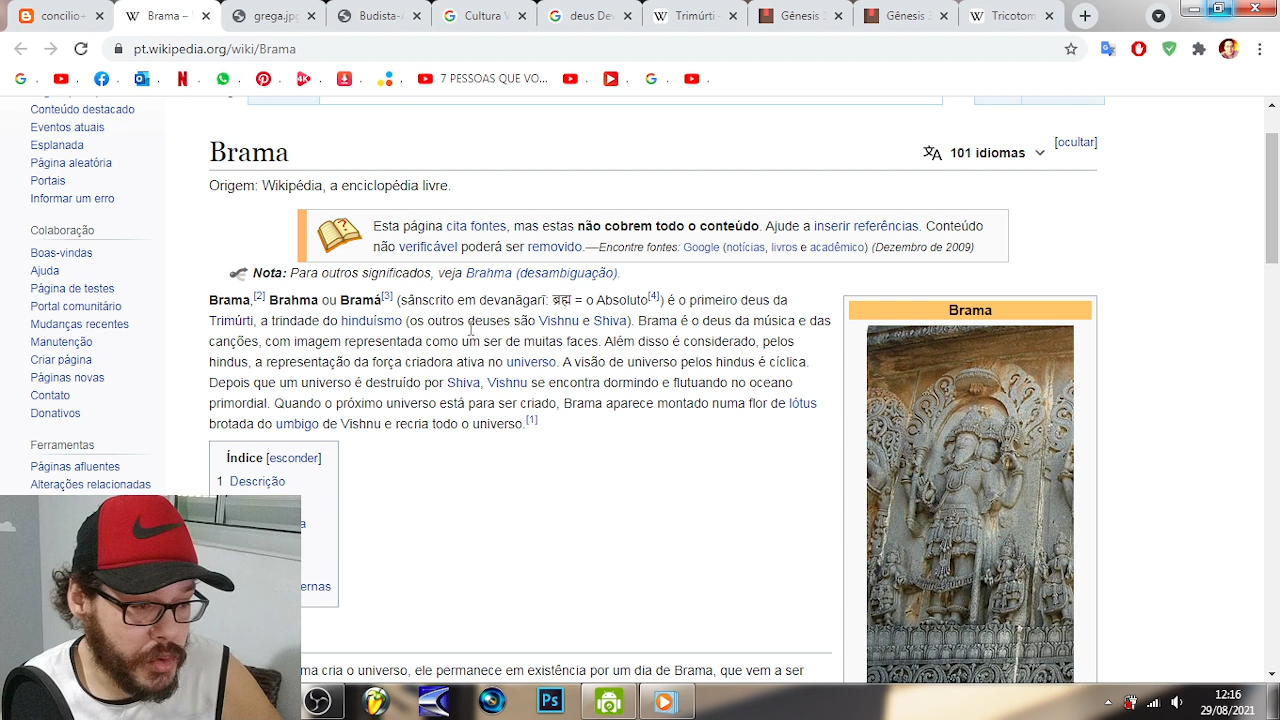 concilio+
Brama –
grega.jp
Budista-
Cultura
deus De
Trimúrti -
Gênesis
Gênesis
Tricotom
pt.wikipedia.org/wiki/Brama
7 PESSOAS QUE VO...
Conteúdo destacado
Eventos atuais
Esplanada
Página aleatória
Portais
Informar um erro
Colaboração
Boas-vindas
Ajuda
Página de testes
Portal comunitário
Mudanças recentes
Manutenção
Criar página
Páginas novas
Contato
Donativos
Ferramentas
Páginas afluentes
Alterações relacionadas
Brama
101 idiomas
[ocultar]
Origem: Wikipédia, a enciclopédia livre.
Esta página cita fontes, mas estas não cobrem todo o conteúdo. Ajude a inserir referências. Conteúdo
não verificável poderá ser removido.—Encontre fontes: Google (notícias, livros e acadêmico) (Dezembro de 2009)
Nota: Para outros significados, veja Brahma (desambiguação).
Brama,[2] Brahma ou Bramá[3] (sânscrito em devanāgarī: ब्रह्म = o Absoluto[4]) é o primeiro deus da
Trimúrti, a trindade do hinduísmo (os outros deuses são Vishnu e Shiva). Brama é o deus da música e das
canções, com imagem representada como um ser de muitas faces. Além disso é considerado, pelos
hindus, a representação da força criadora ativa no universo. A visão de universo pelos hindus é cíclica.
Depois que um universo é destruído por Shiva, Vishnu se encontra dormindo e flutuando no oceano
primordial. Quando o próximo universo está para ser criado, Brama aparece montado numa flor de lótus
brotada do umbigo de Vishnu e recria todo o universo.[1]
Índice [esconder]
1 Descrição
a
ernas
ma cria o universo, ele permanece em existência por um dia de Brama, que vem a ser
Brama
Ps
12:16
29/08/2021